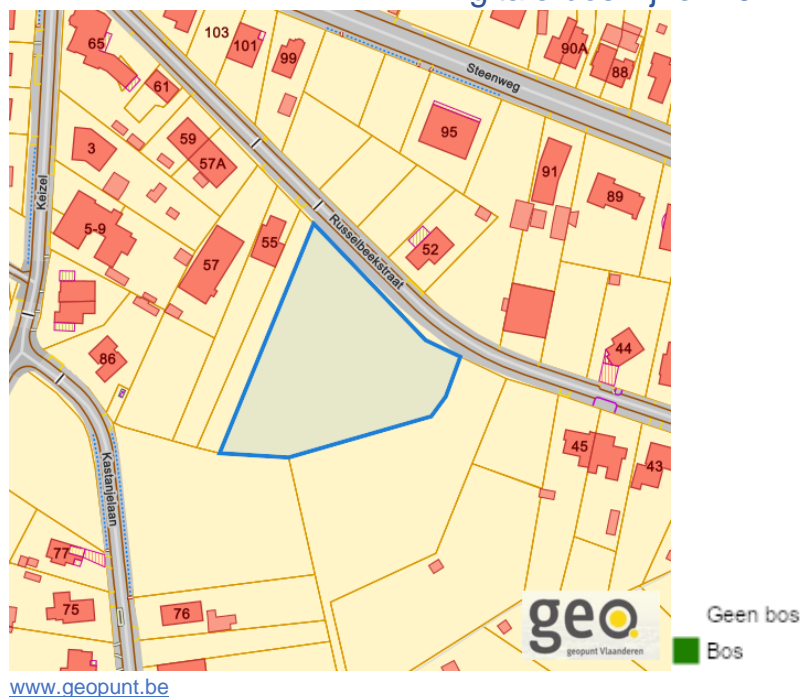 65
103
101
99
90A
88
Steenweg
61
59
57A
95
3
91
89
Keizel
5-9
57
55
Russelbeekstraat
52
86
44
45
43
Kastanjelaan
77
75
76
geo
geopunt Vlaanderen
Geen bos
Bos
www.geopunt.be